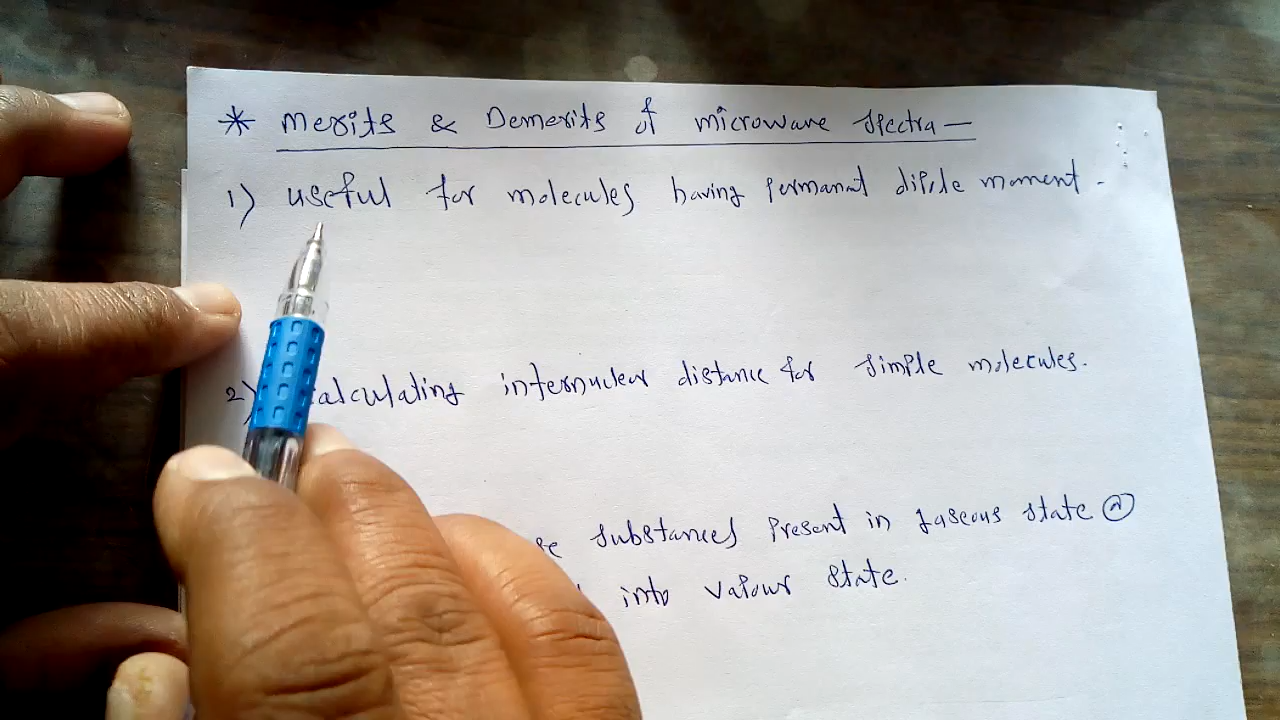 * Merits & Demerits of microwave spectra —
1) useful for molecules having permanant dipole moment.
2) calculating internuclear distance for simple molecules.
substances present in gaseous state
into vapour state.